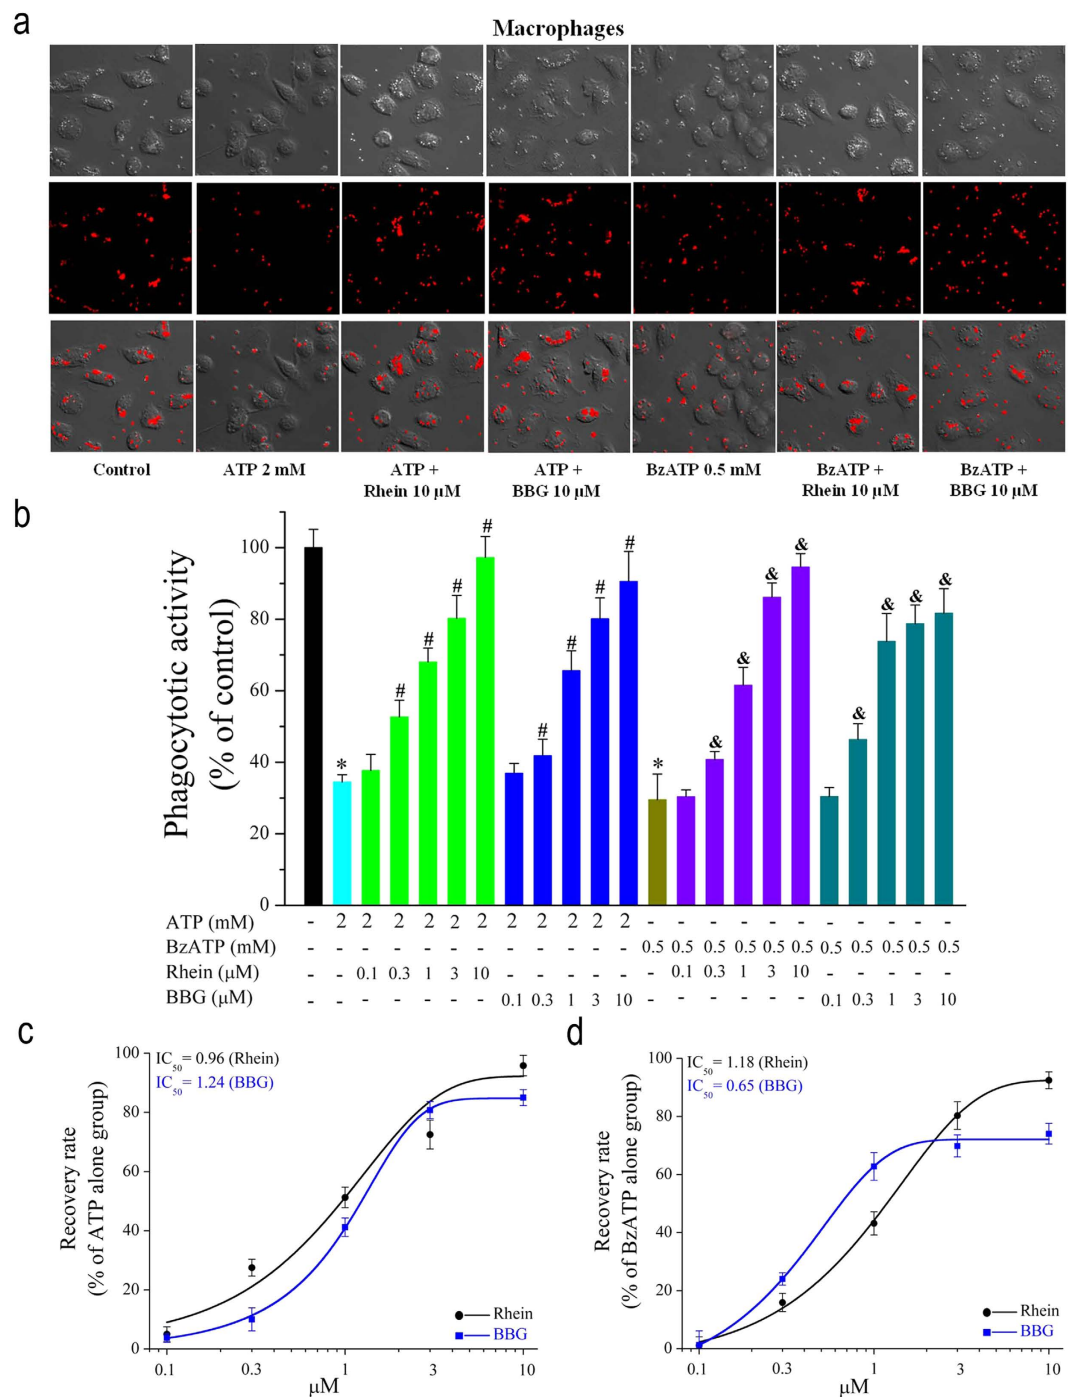 a
Macrophages
Control
ATP 2 mM
ATP +
Rhein 10 μM
ATP +
BBG 10 μM
BzATP 0.5 mM
BzATP +
Rhein 10 μM
BzATP +
BBG 10 μM
b
Phagocytotic activity
(% of control)
100
80
60
40
20
0
* # # # # # # # # * & & & & & & & &
ATP (mM) - 2 2 2 2 2 2 2 2 2 2 2 - - - - - - - - - - -
BzATP (mM) - - - - - - - - - - - - 0.5 0.5 0.5 0.5 0.5 0.5 0.5 0.5 0.5 0.5 0.5
Rhein (μM) - - 0.1 0.3 1 3 10 - - - - - - 0.1 0.3 1 3 10 - - - - -
BBG (μM) - - - - - - - 0.1 0.3 1 3 10 - - - - - - 0.1 0.3 1 3 10
c
Recovery rate
(% of ATP alone group)
100
80
60
40
20
0
IC50= 0.96 (Rhein)
IC50= 1.24 (BBG)
Rhein
BBG
0.1 0.3 1 3 10
μM
d
Recovery rate
(% of BzATP alone group)
100
80
60
40
20
0
IC50= 1.18 (Rhein)
IC50= 0.65 (BBG)
Rhein
BBG
0.1 0.3 1 3 10
μM